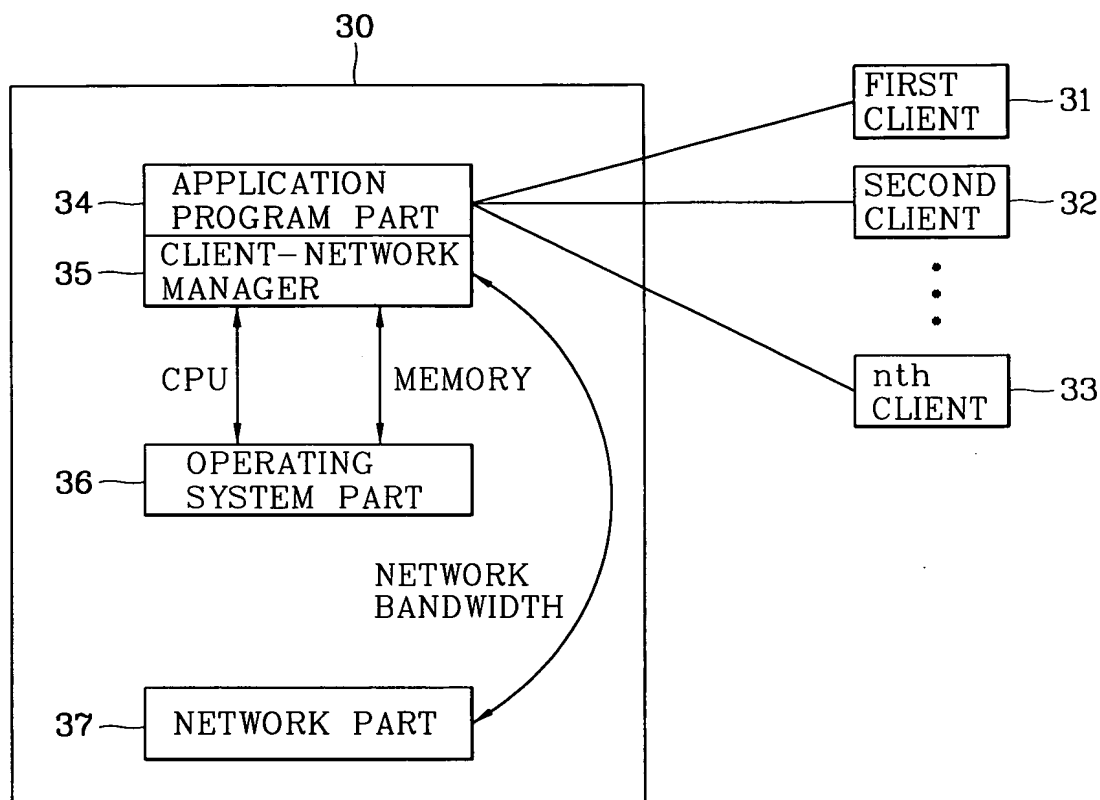 30
FIRST
CLIENT
31
34
APPLICATION
PROGRAM PART
SECOND
CLIENT
32
35
CLIENT-NETWORK
MANAGER
CPU
MEMORY
nth
CLIENT
33
36
OPERATING
SYSTEM PART
NETWORK
BANDWIDTH
37
NETWORK PART